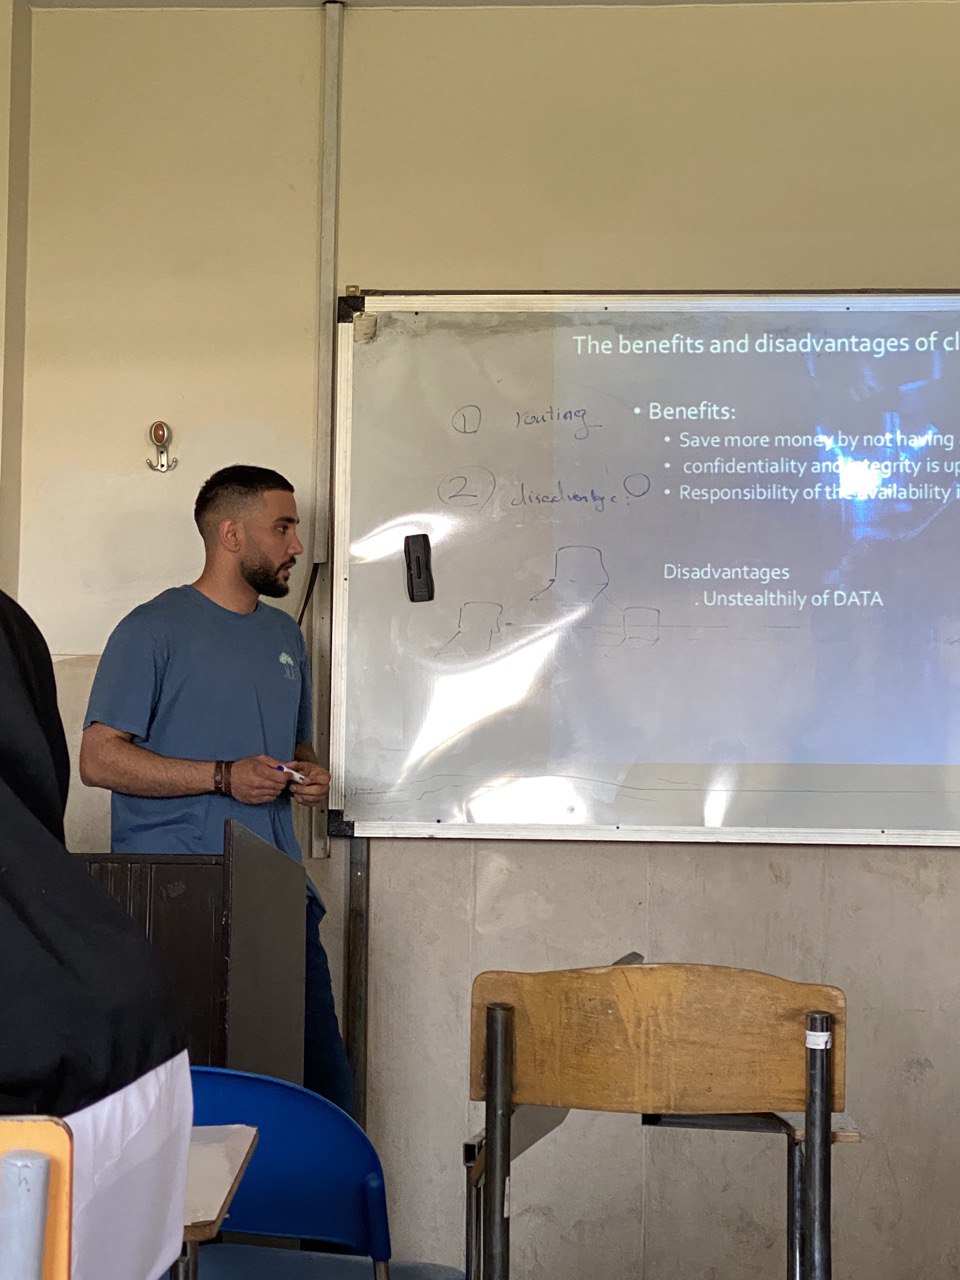 The benefits and disadvantages of cl
• Benefits:
• Save more money by not having
• confidentiality and integrity is up
• Responsibility of the availability i
Disadvantages
. Unstealthily of DATA
① routing
② disadvantage: